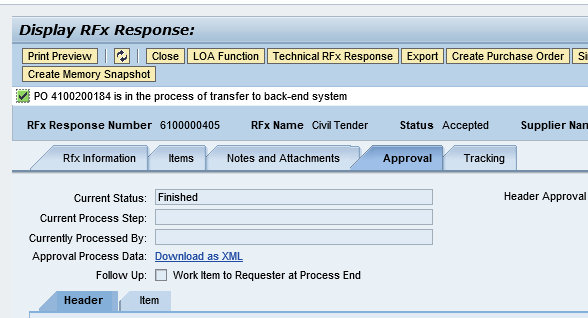 Display RFx Response:
Print Preview Close LOA Function Technical RFx Response Export Create Purchase Order
Create Memory Snapshot
PO 4100200184 is in the process of transfer to back-end system
RFx Response Number 6100000405 RFx Name Civil Tender Status Accepted Supplier
Rfx Information Items Notes and Attachments Approval Tracking
Current Status: Finished Header Approval
Current Process Step:
Currently Processed By:
Approval Process Data: Download as XML
Follow Up: Work Item to Requester at Process End
Header Item